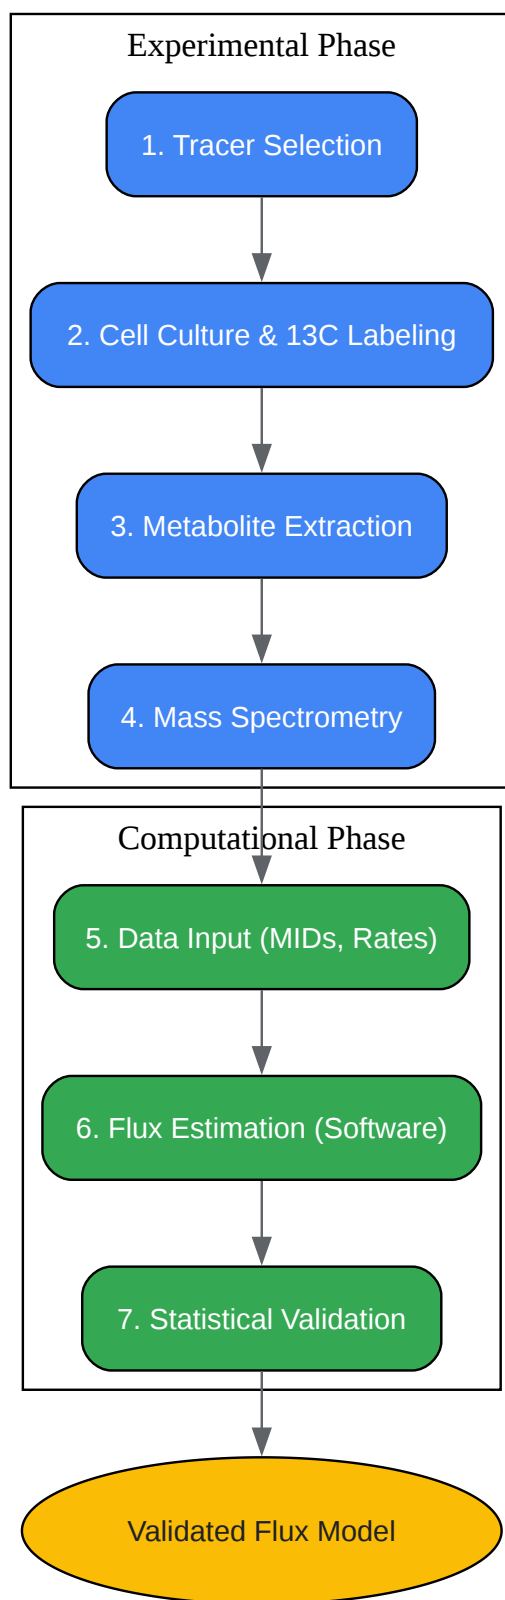 Experimental Phase
1. Tracer Selection
2. Cell Culture & 13C Labeling
3. Metabolite Extraction
4. Mass Spectrometry
Computational Phase
5. Data Input (MIDs, Rates)
6. Flux Estimation (Software)
7. Statistical Validation
Validated Flux Model